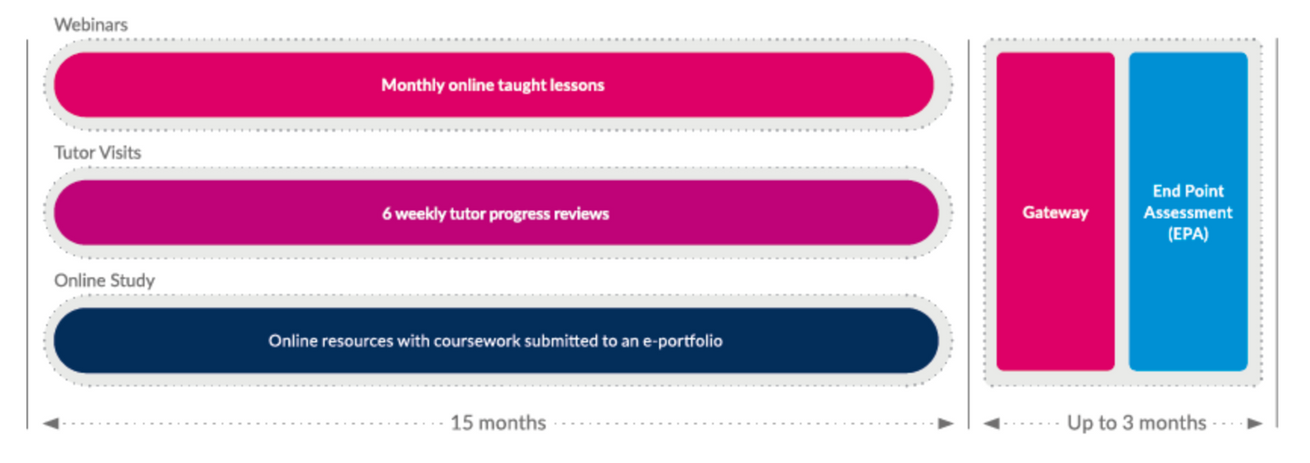 Webinars
Monthly online taught lessons
Tutor Visits
6 weekly tutor progress reviews
Online Study
Online resources with coursework submitted to an e-portfolio
15 months
Gateway
End Point
Assessment
(EPA)
Up to 3 months